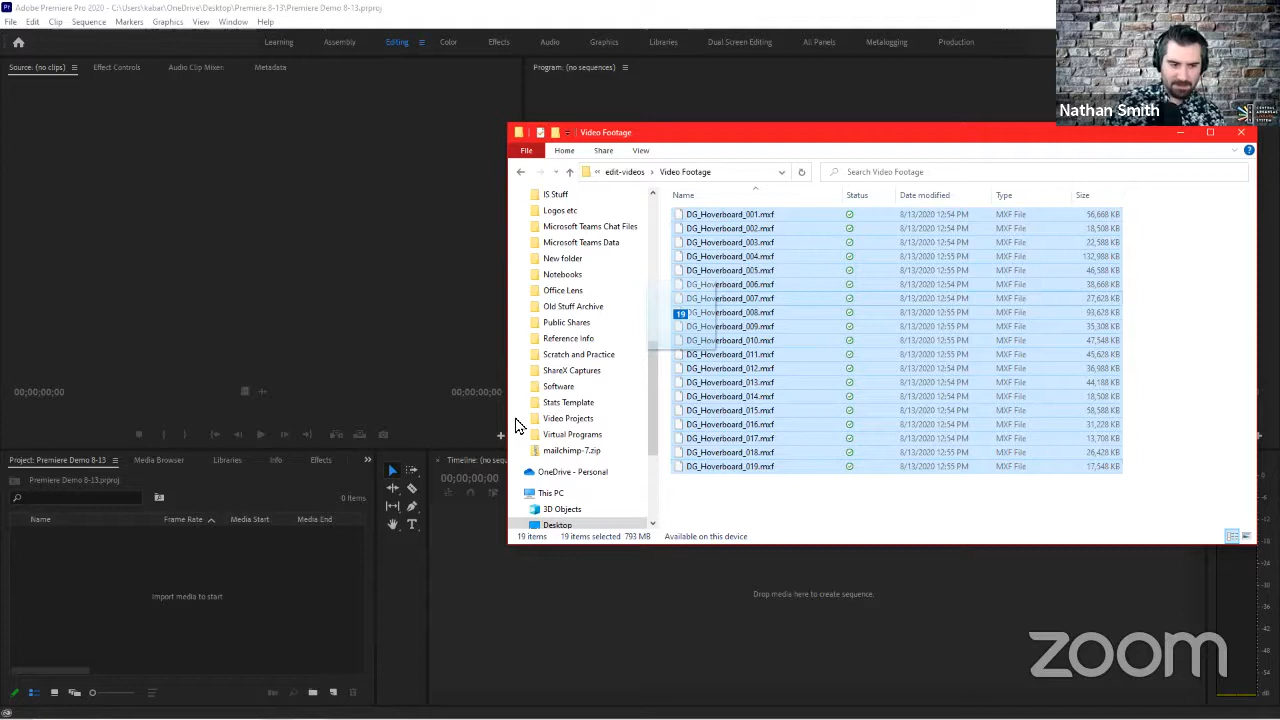 Adobe Premiere Pro 2020 - C:\Users\kabar\OneDrive\Desktop\Premiere 8-13\Premiere Demo 8-13.prproj
File Edit Clip Sequence Markers Graphics View Window Help
Learning Assembly Editing Color Effects Audio Graphics Libraries Dual Screen Editing All Panels Metalogging Production
Source: (no clips) Effect Controls Audio Clip Mixer Metadata
Program: (no sequences)
Nathan Smith
Video Footage
File Home Share View
« edit-videos > Video Footage
Search Video Footage
Name Status Date modified Type Size
IS Stuff
Logos etc
Microsoft Teams Chat Files
Microsoft Teams Data
New folder
Notebooks
Office Lens
Old Stuff Archive
Public Shares
Reference Info
Scratch and Practice
ShareX Captures
Software
Stats Template
Video Projects
Virtual Programs
mailchimp-7.zip
OneDrive - Personal
This PC
3D Objects
Desktop
DG_Hoverboard_001.mxf 8/13/2020 12:54 PM MXF File 56,668 KB
DG_Hoverboard_002.mxf 8/13/2020 12:54 PM MXF File 18,508 KB
DG_Hoverboard_003.mxf 8/13/2020 12:54 PM MXF File 22,588 KB
DG_Hoverboard_004.mxf 8/13/2020 12:55 PM MXF File 132,988 KB
DG_Hoverboard_005.mxf 8/13/2020 12:55 PM MXF File 46,588 KB
DG_Hoverboard_006.mxf 8/13/2020 12:54 PM MXF File 38,668 KB
DG_Hoverboard_007.mxf 8/13/2020 12:54 PM MXF File 27,628 KB
19
DG_Hoverboard_008.mxf 8/13/2020 12:55 PM MXF File 93,628 KB
DG_Hoverboard_009.mxf 8/13/2020 12:55 PM MXF File 35,308 KB
DG_Hoverboard_010.mxf 8/13/2020 12:55 PM MXF File 47,548 KB
DG_Hoverboard_011.mxf 8/13/2020 12:55 PM MXF File 45,628 KB
DG_Hoverboard_012.mxf 8/13/2020 12:55 PM MXF File 36,988 KB
DG_Hoverboard_013.mxf 8/13/2020 12:55 PM MXF File 44,188 KB
DG_Hoverboard_014.mxf 8/13/2020 12:54 PM MXF File 18,508 KB
DG_Hoverboard_015.mxf 8/13/2020 12:55 PM MXF File 58,588 KB
DG_Hoverboard_016.mxf 8/13/2020 12:54 PM MXF File 31,228 KB
DG_Hoverboard_017.mxf 8/13/2020 12:54 PM MXF File 13,708 KB
DG_Hoverboard_018.mxf 8/13/2020 12:55 PM MXF File 26,428 KB
DG_Hoverboard_019.mxf 8/13/2020 12:55 PM MXF File 17,548 KB
19 items 19 items selected 793 MB Available on this device
00;00;00;00 00;00;00;00
Project: Premiere Demo 8-13 Media Browser Libraries Info Effects
Premiere Demo 8-13.prproj
0 Items
Name Frame Rate Media Start Media End
Import media to start
Timeline: (no sequ
00;00;00;00
Drop media here to create sequence.
zoom